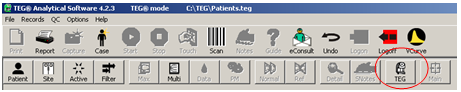 TEG® Analytical Software 4.2.3 TEG® mode C:\TEG\Patients.teg
File Records QC Options Help
Print Report Capture Case Start Stop Touch Scan Notes Guide eConsult Undo Logon Logoff VCurve
Patient Site Active Filter Misc Multi Data PM Normal Ref Detail SNotes TEG Main